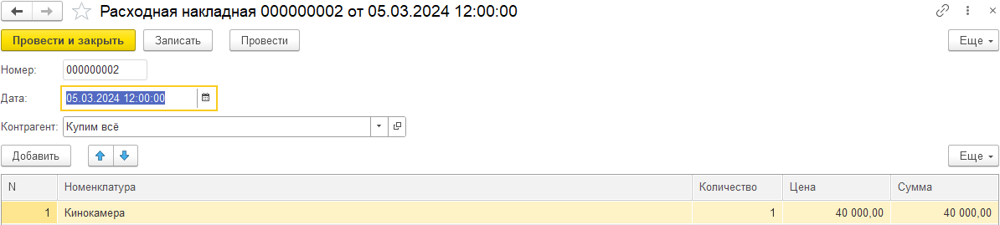 Расходная накладная 000000002 от 05.03.2024 12:00:00
Провести и закрыть Записать Провести Еще
Номер: 000000002
Дата: 05.03.2024 12:00:00
Контрагент: Купим всё
Добавить Еще
N Номенклатура Количество Цена Сумма
1 Кинокамера 1 40 000,00 40 000,00